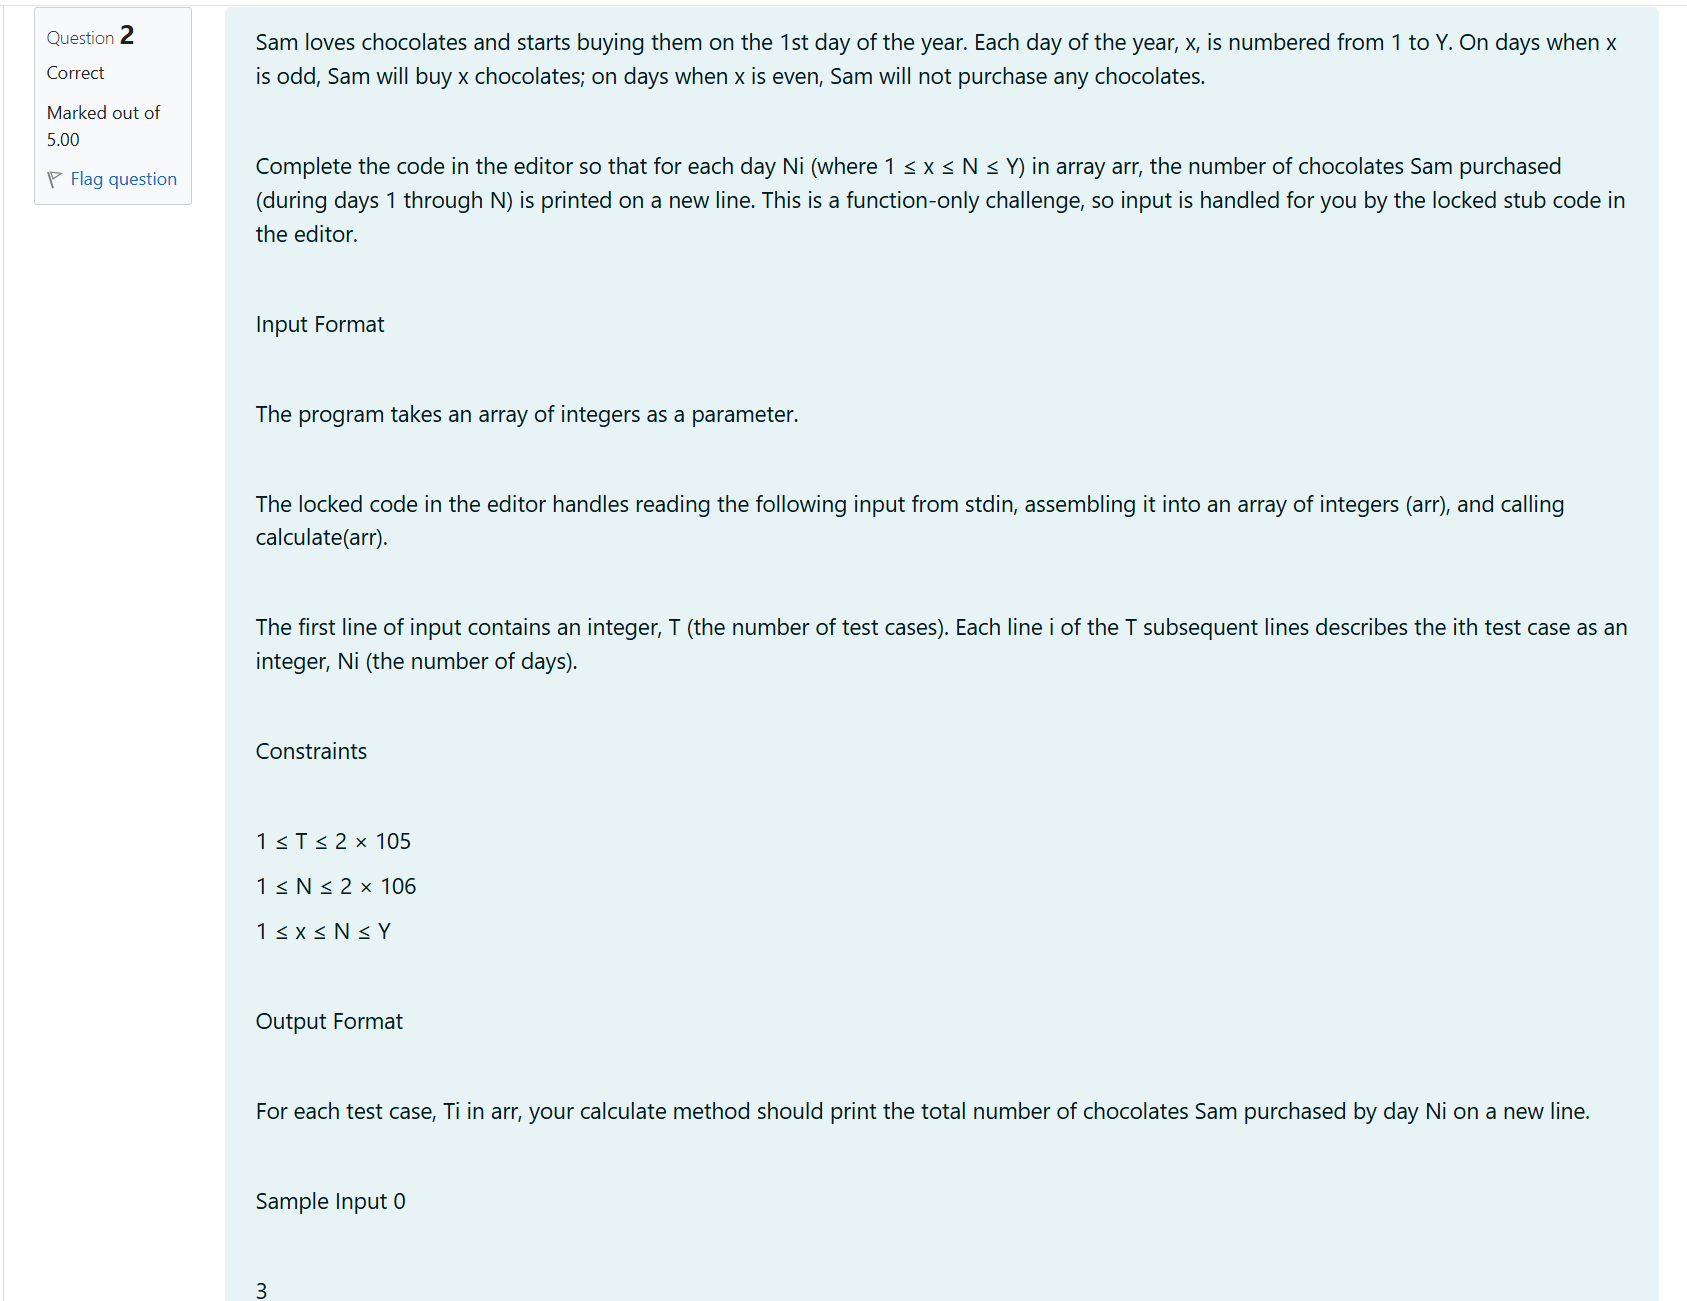 Question 2
Correct
Marked out of
5.00
Flag question
Sam loves chocolates and starts buying them on the 1st day of the year. Each day of the year, x, is numbered from 1 to Y. On days when x
is odd, Sam will buy x chocolates; on days when x is even, Sam will not purchase any chocolates.
Complete the code in the editor so that for each day Ni (where 1 ≤ x ≤ N ≤ Y) in array arr, the number of chocolates Sam purchased
(during days 1 through N) is printed on a new line. This is a function-only challenge, so input is handled for you by the locked stub code in
the editor.
Input Format
The program takes an array of integers as a parameter.
The locked code in the editor handles reading the following input from stdin, assembling it into an array of integers (arr), and calling
calculate(arr).
The first line of input contains an integer, T (the number of test cases). Each line i of the T subsequent lines describes the ith test case as an
integer, Ni (the number of days).
Constraints
1 ≤ T ≤ 2 × 105
1 ≤ N ≤ 2 × 106
1 ≤ x ≤ N ≤ Y
Output Format
For each test case, Ti in arr, your calculate method should print the total number of chocolates Sam purchased by day Ni on a new line.
Sample Input 0
3